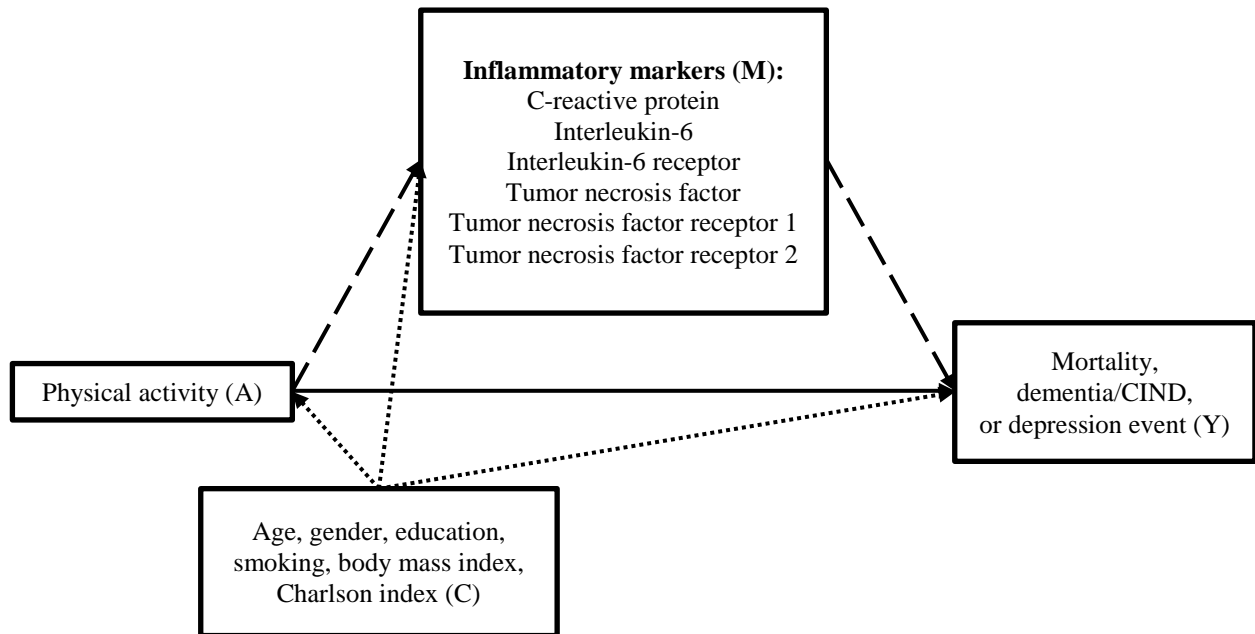 Inflammatory markers (M):
C-reactive protein
Interleukin-6
Interleukin-6 receptor
Tumor necrosis factor
Tumor necrosis factor receptor 1
Tumor necrosis factor receptor 2
Physical activity (A)
Mortality,
dementia/CIND,
or depression event (Y)
Age, gender, education,
smoking, body mass index,
Charlson index (C)